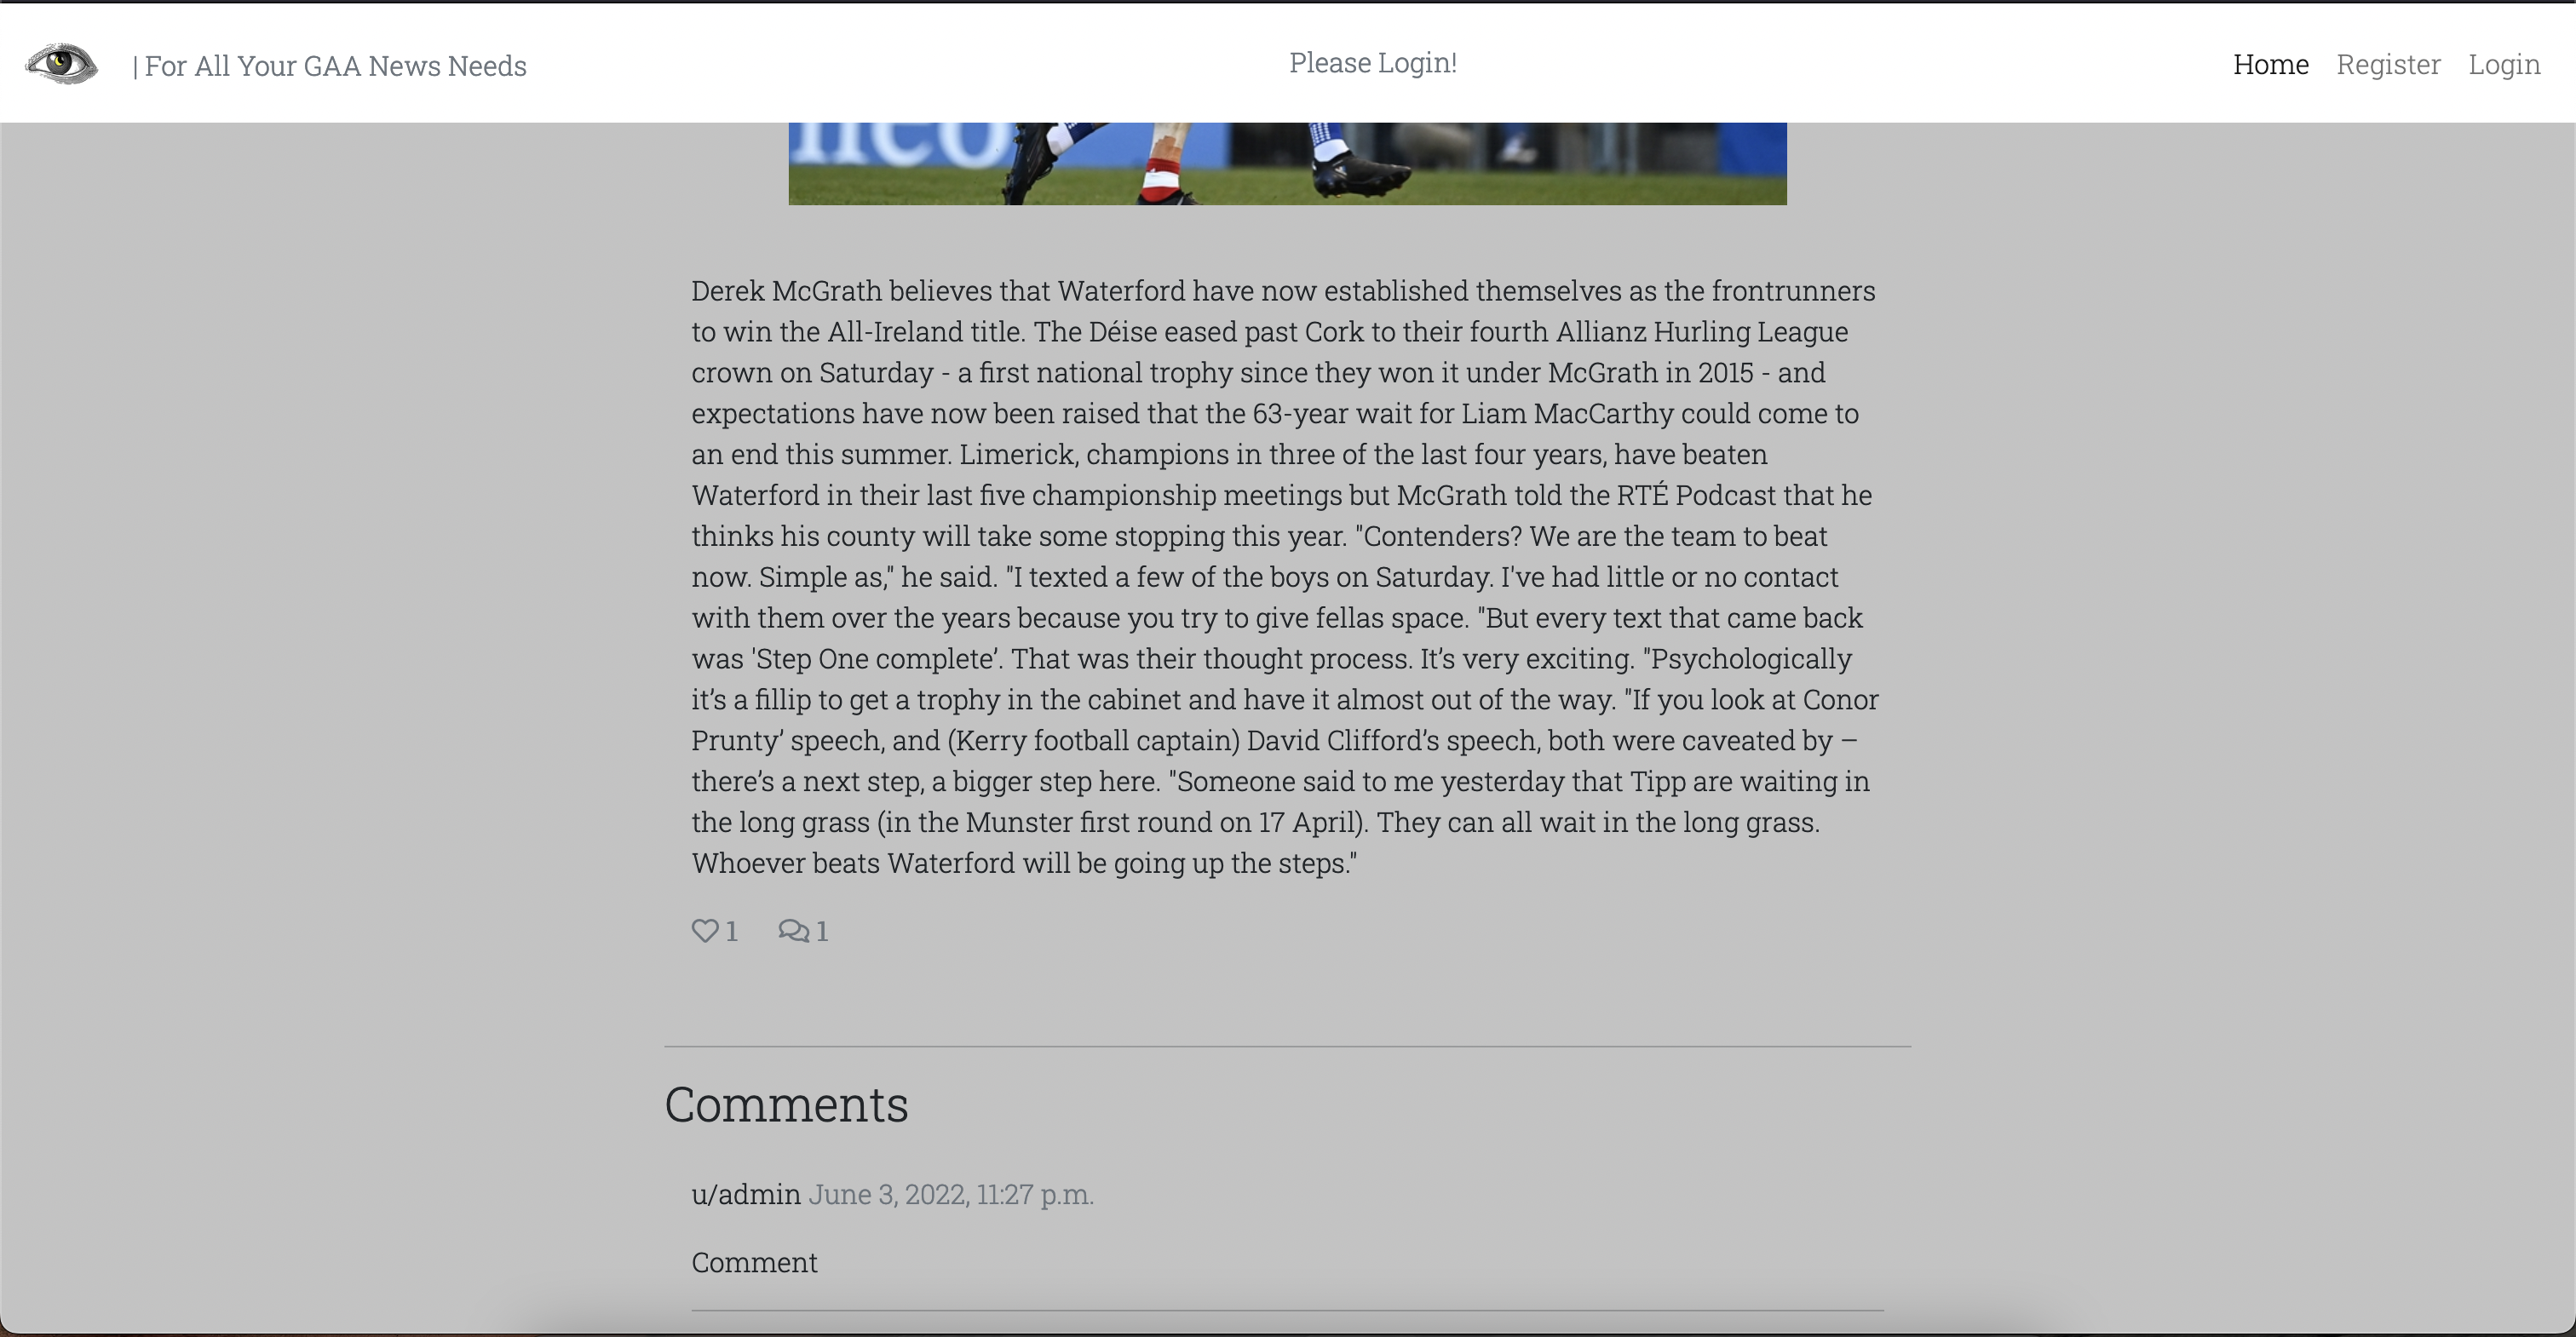 | For All Your GAA News Needs
Please Login!
Home Register Login
neo
Derek McGrath believes that Waterford have now established themselves as the frontrunners
to win the All-Ireland title. The Déise eased past Cork to their fourth Allianz Hurling League
crown on Saturday - a first national trophy since they won it under McGrath in 2015 - and
expectations have now been raised that the 63-year wait for Liam MacCarthy could come to
an end this summer. Limerick, champions in three of the last four years, have beaten
Waterford in their last five championship meetings but McGrath told the RTÉ Podcast that he
thinks his county will take some stopping this year. "Contenders? We are the team to beat
now. Simple as," he said. "I texted a few of the boys on Saturday. I've had little or no contact
with them over the years because you try to give fellas space. "But every text that came back
was 'Step One complete’. That was their thought process. It’s very exciting. "Psychologically
it’s a fillip to get a trophy in the cabinet and have it almost out of the way. "If you look at Conor
Prunty’ speech, and (Kerry football captain) David Clifford’s speech, both were caveated by –
there’s a next step, a bigger step here. "Someone said to me yesterday that Tipp are waiting in
the long grass (in the Munster first round on 17 April). They can all wait in the long grass.
Whoever beats Waterford will be going up the steps."
1 1
Comments
u/admin June 3, 2022, 11:27 p.m.
Comment